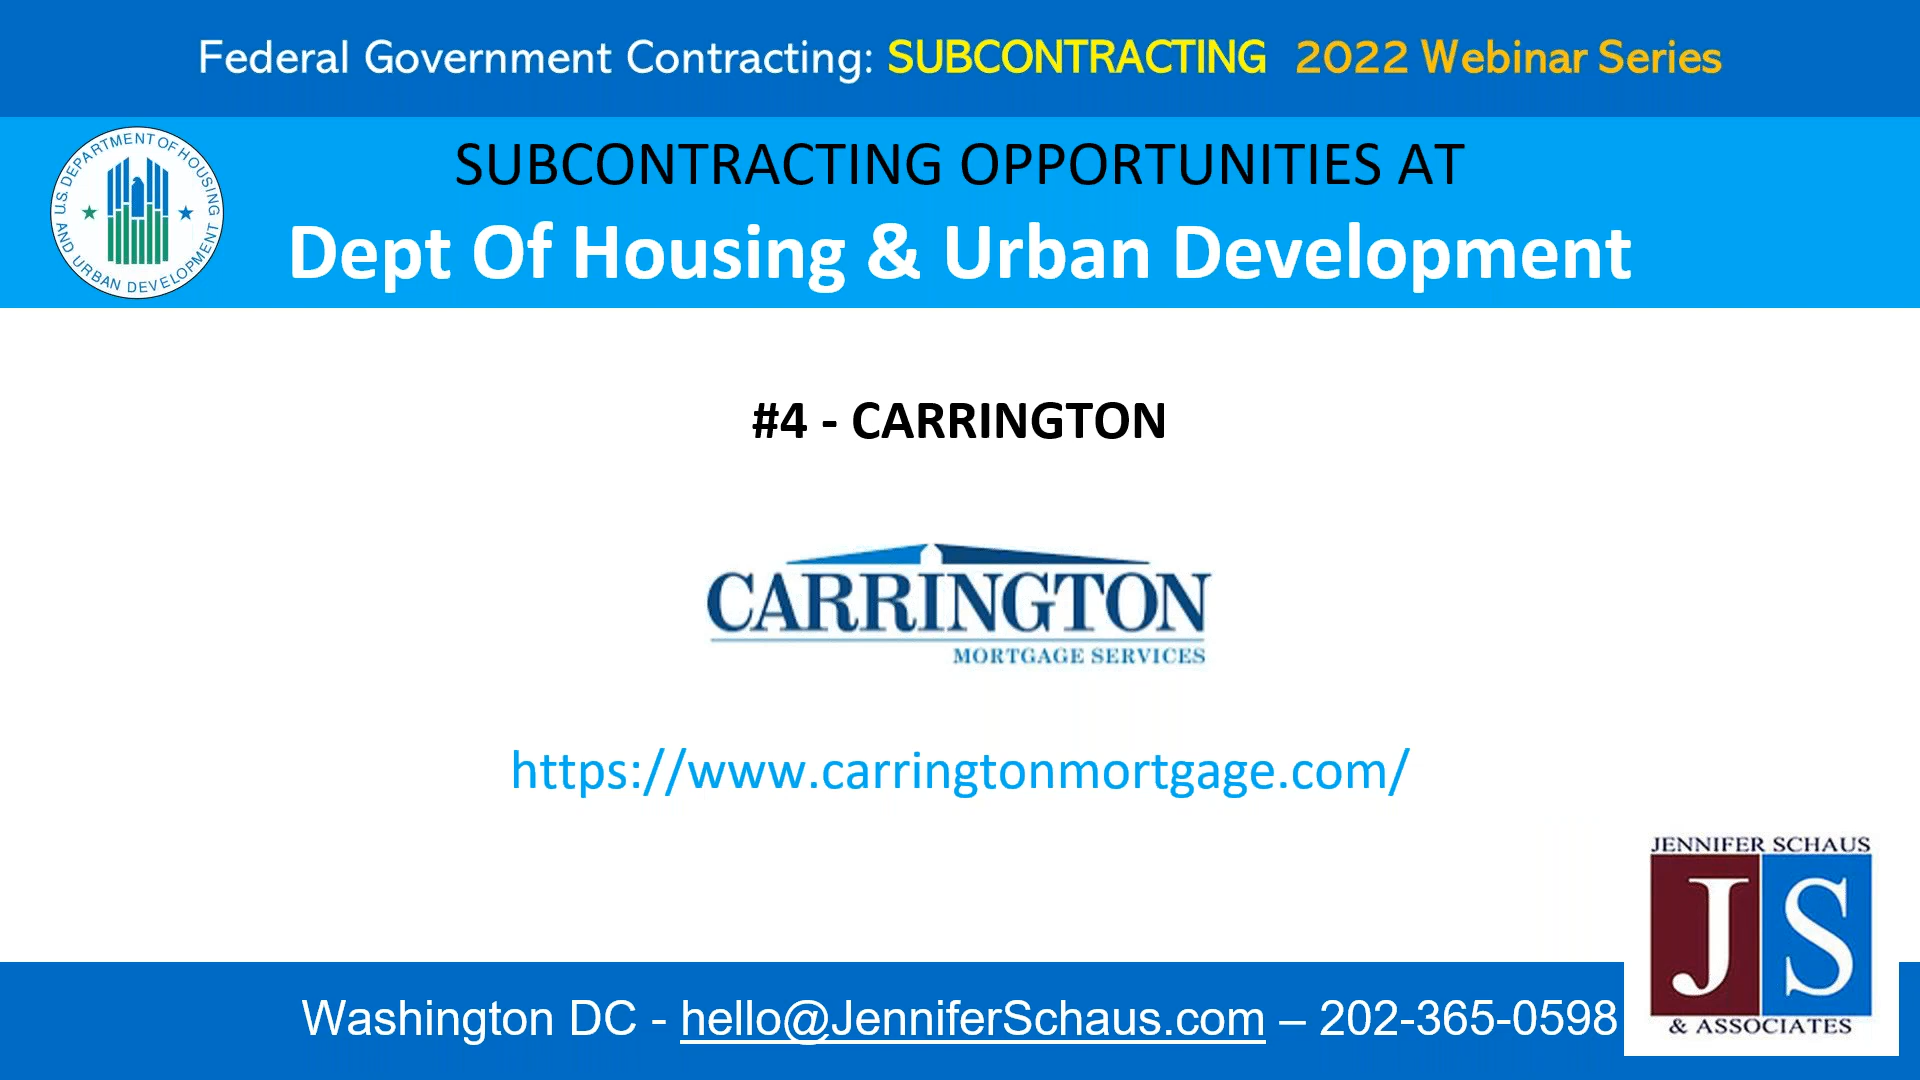 Federal Government Contracting: SUBCONTRACTING 2022 Webinar Series
U.S. DEPARTMENT OF HOUSING AND URBAN DEVELOPMENT
SUBCONTRACTING OPPORTUNITIES AT
Dept Of Housing & Urban Development
#4 - CARRINGTON
CARRINGTON
MORTGAGE SERVICES
https://www.carringtonmortgage.com/
JENNIFER SCHAUS
JS
& ASSOCIATES
Washington DC - hello@JenniferSchaus.com – 202-365-0598